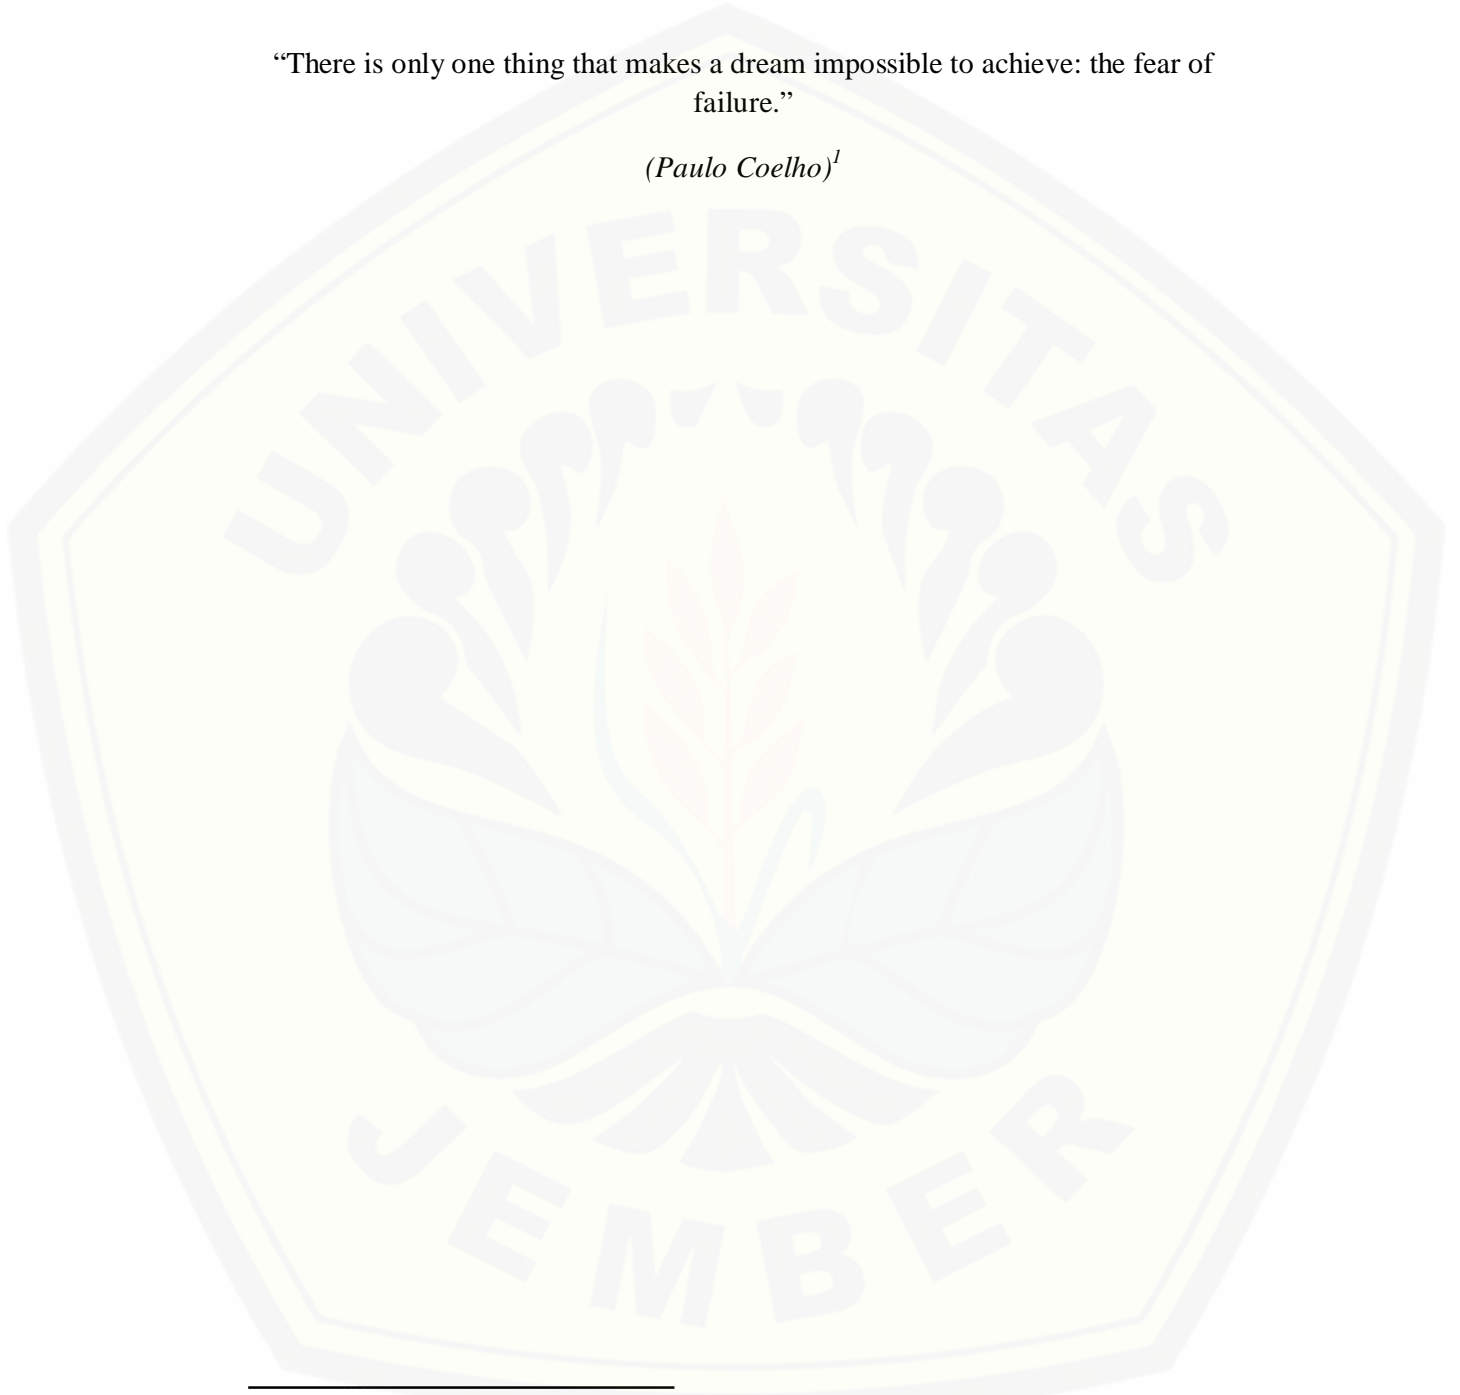 “There is only one thing that makes a dream impossible to achieve: the fear of
failure.”
(Paulo Coelho)1
UNIVERSITAS
JEMBER